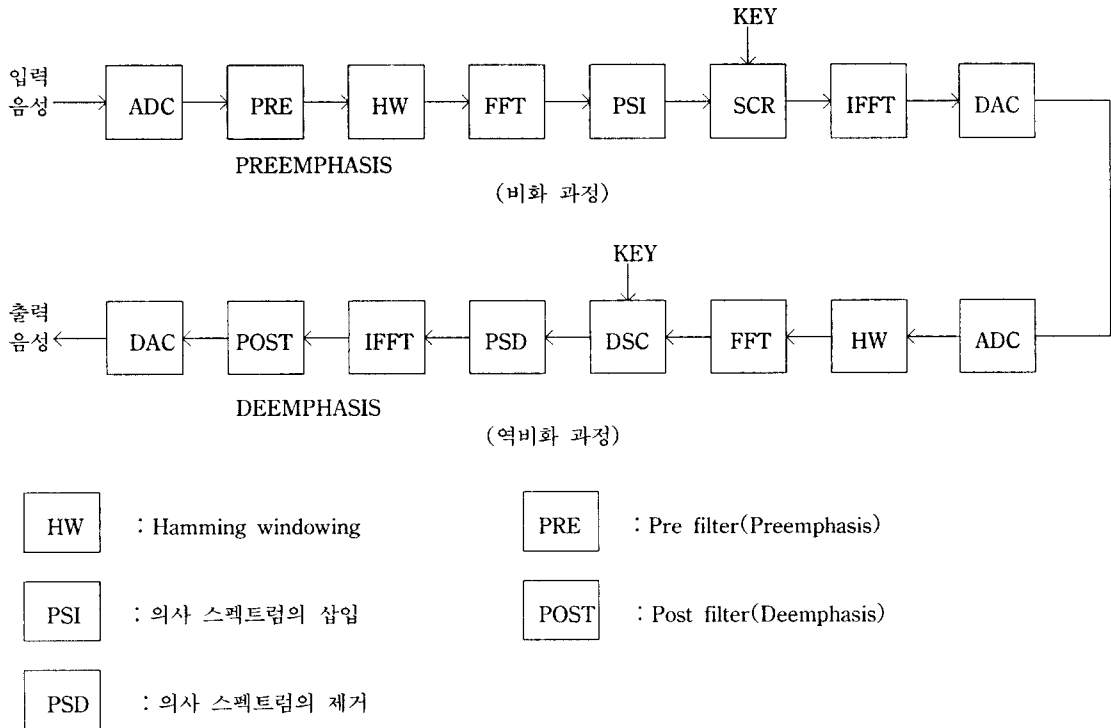 KEY
입력
음성
ADC PRE HW FFT PSI SCR IFFT DAC
PREEMPHASIS
(비화 과정)
KEY
출력
음성
DAC POST IFFT PSD DSC FFT HW ADC
DEEMPHASIS
(역비화 과정)
HW : Hamming windowing
PRE : Pre filter(Preemphasis)
PSI : 의사 스펙트럼의 삽입
POST : Post filter(Deemphasis)
PSD : 의사 스펙트럼의 제거